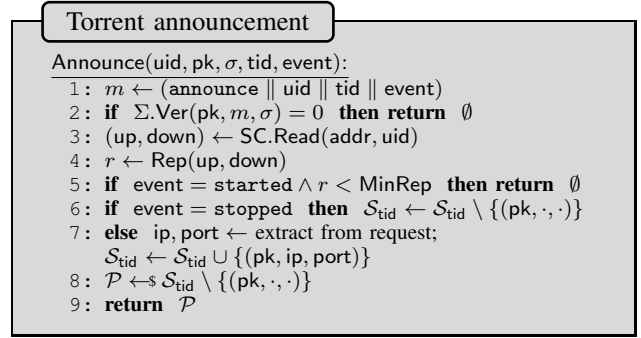 Torrent announcement
Announce(uid, pk, σ, tid, event):
1: m ← (announce ∥ uid ∥ tid ∥ event)
2: if Σ.Ver(pk, m, σ) = 0 then return ∅
3: (up, down) ← SC.Read(addr, uid)
4: r ← Rep(up, down)
5: if event = started ∧ r < MinRep then return ∅
6: if event = stopped then 𝒮_tid ← 𝒮_tid \ {(pk, ·, ·)}
7: else ip, port ← extract from request;
𝒮_tid ← 𝒮_tid ∪ {(pk, ip, port)}
8: 𝒫 ←$ 𝒮_tid \ {(pk, ·, ·)}
9: return 𝒫